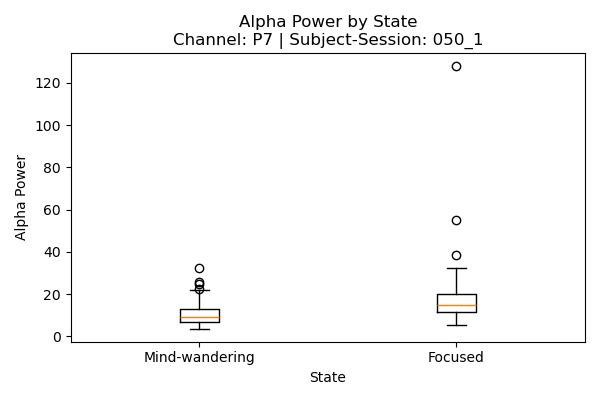 Alpha Power by State
Channel: P7 | Subject-Session: 050_1
Alpha Power
120
100
80
60
40
20
0
Mind-wandering
Focused
State